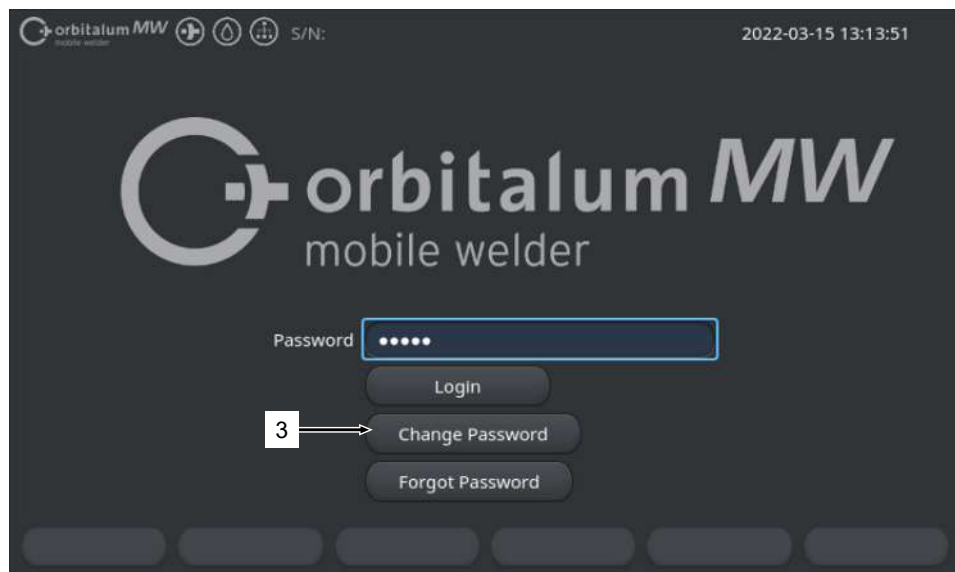 orbitalum MW S/N: 2022-03-15 13:13:51
mobile welder
orbitalum MW
mobile welder
Password •••••
Login
3 Change Password
Forgot Password